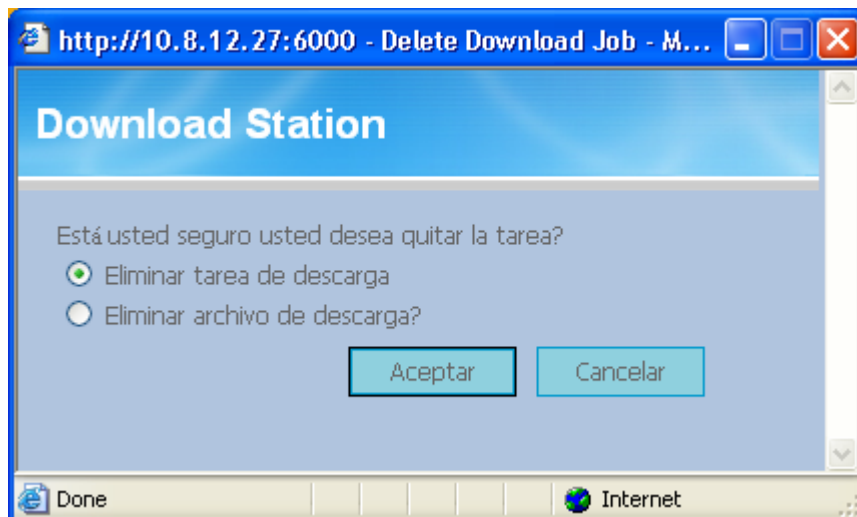 http://10.8.12.27:6000 - Delete Download Job - M...
Download Station
Está usted seguro usted desea quitar la tarea?
Eliminar tarea de descarga
Eliminar archivo de descarga?
Aceptar Cancelar
Done Internet